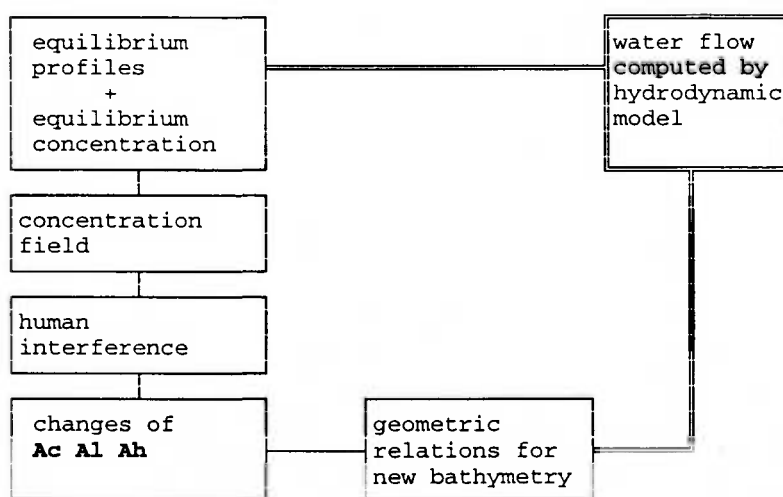 equilibrium
profiles
+
equilibrium
concentration
water flow
computed by
hydrodynamic
model
concentration
field
human
interference
changes of
Ac Al Ah
geometric
relations for
new bathymetry